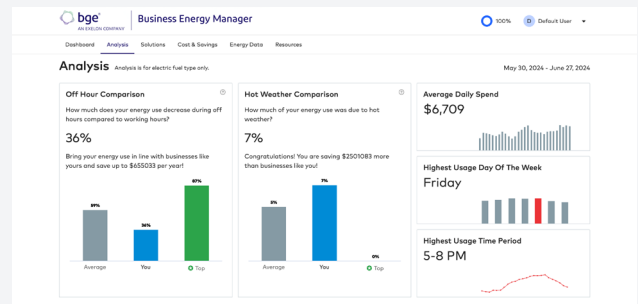 bge
AN EXELON COMPANY
Business Energy Manager
100%
D Default User
Dashboard Analysis Solutions Cost & Savings Energy Data Resources
Analysis Analysis is for electric fuel type only.
May 30, 2024 - June 27, 2024
Off Hour Comparison
How much does your energy use decrease during off
hours compared to working hours?
36%
Bring your energy use in line with businesses like
yours and save up to $655033 per year!
59%
36%
87%
Average You Top
Hot Weather Comparison
How much of your energy use was due to hot
weather?
7%
Congratulations! You are saving $2501083 more
than businesses like you!
5%
7%
0%
Average You Top
Average Daily Spend
$6,709
Highest Usage Day Of The Week
Friday
Highest Usage Time Period
5-8 PM